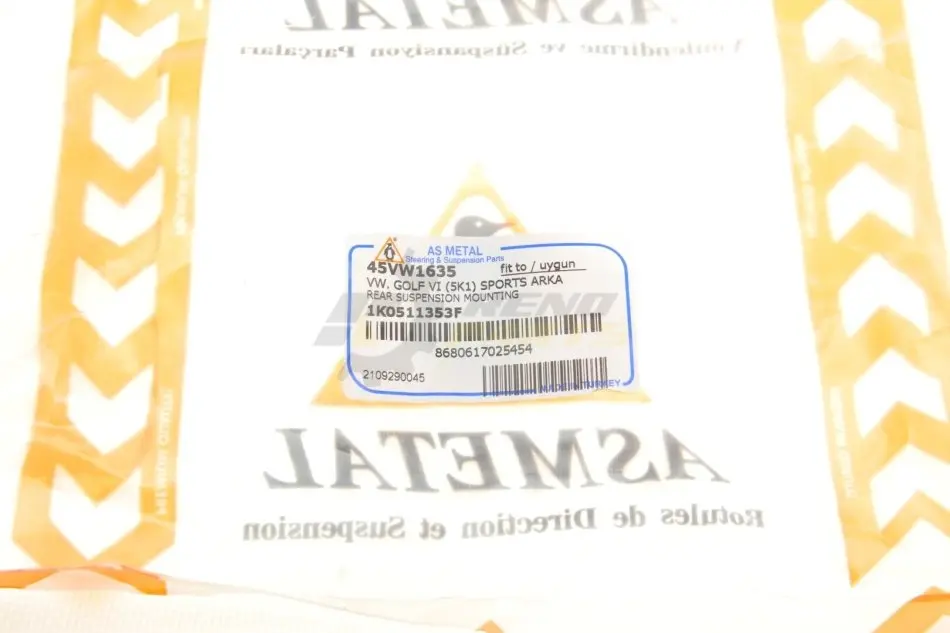 ASMETAL
Yönlendirme ve Süspansiyon Parçaları
AS METAL
Steering & Suspension Parts
45VW1635 fit to / uygun
VW. GOLF VI (5K1) SPORTS ARKA
REAR SUSPENSION MOUNTING
1K0511353F
8680617025454
2109290045
MADE IN TURKEY
ASMETAL
Rotules de Direction et Suspension